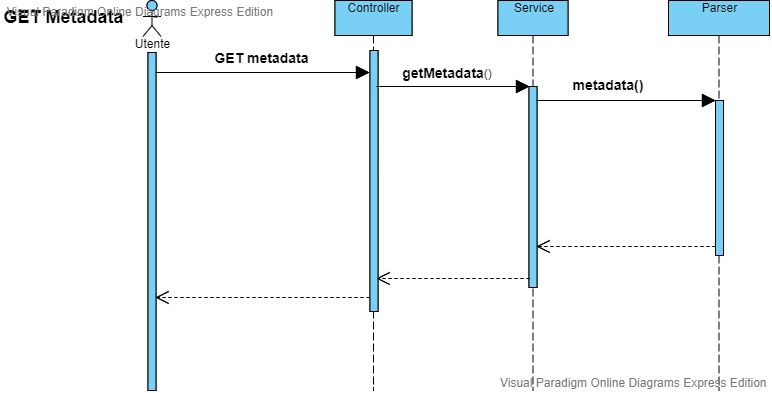 Visual Paradigm Online Diagrams Express Edition
GET Metadata
Utente
Controller
Service
Parser
GET metadata
getMetadata()
metadata()
Visual Paradigm Online Diagrams Express Edition